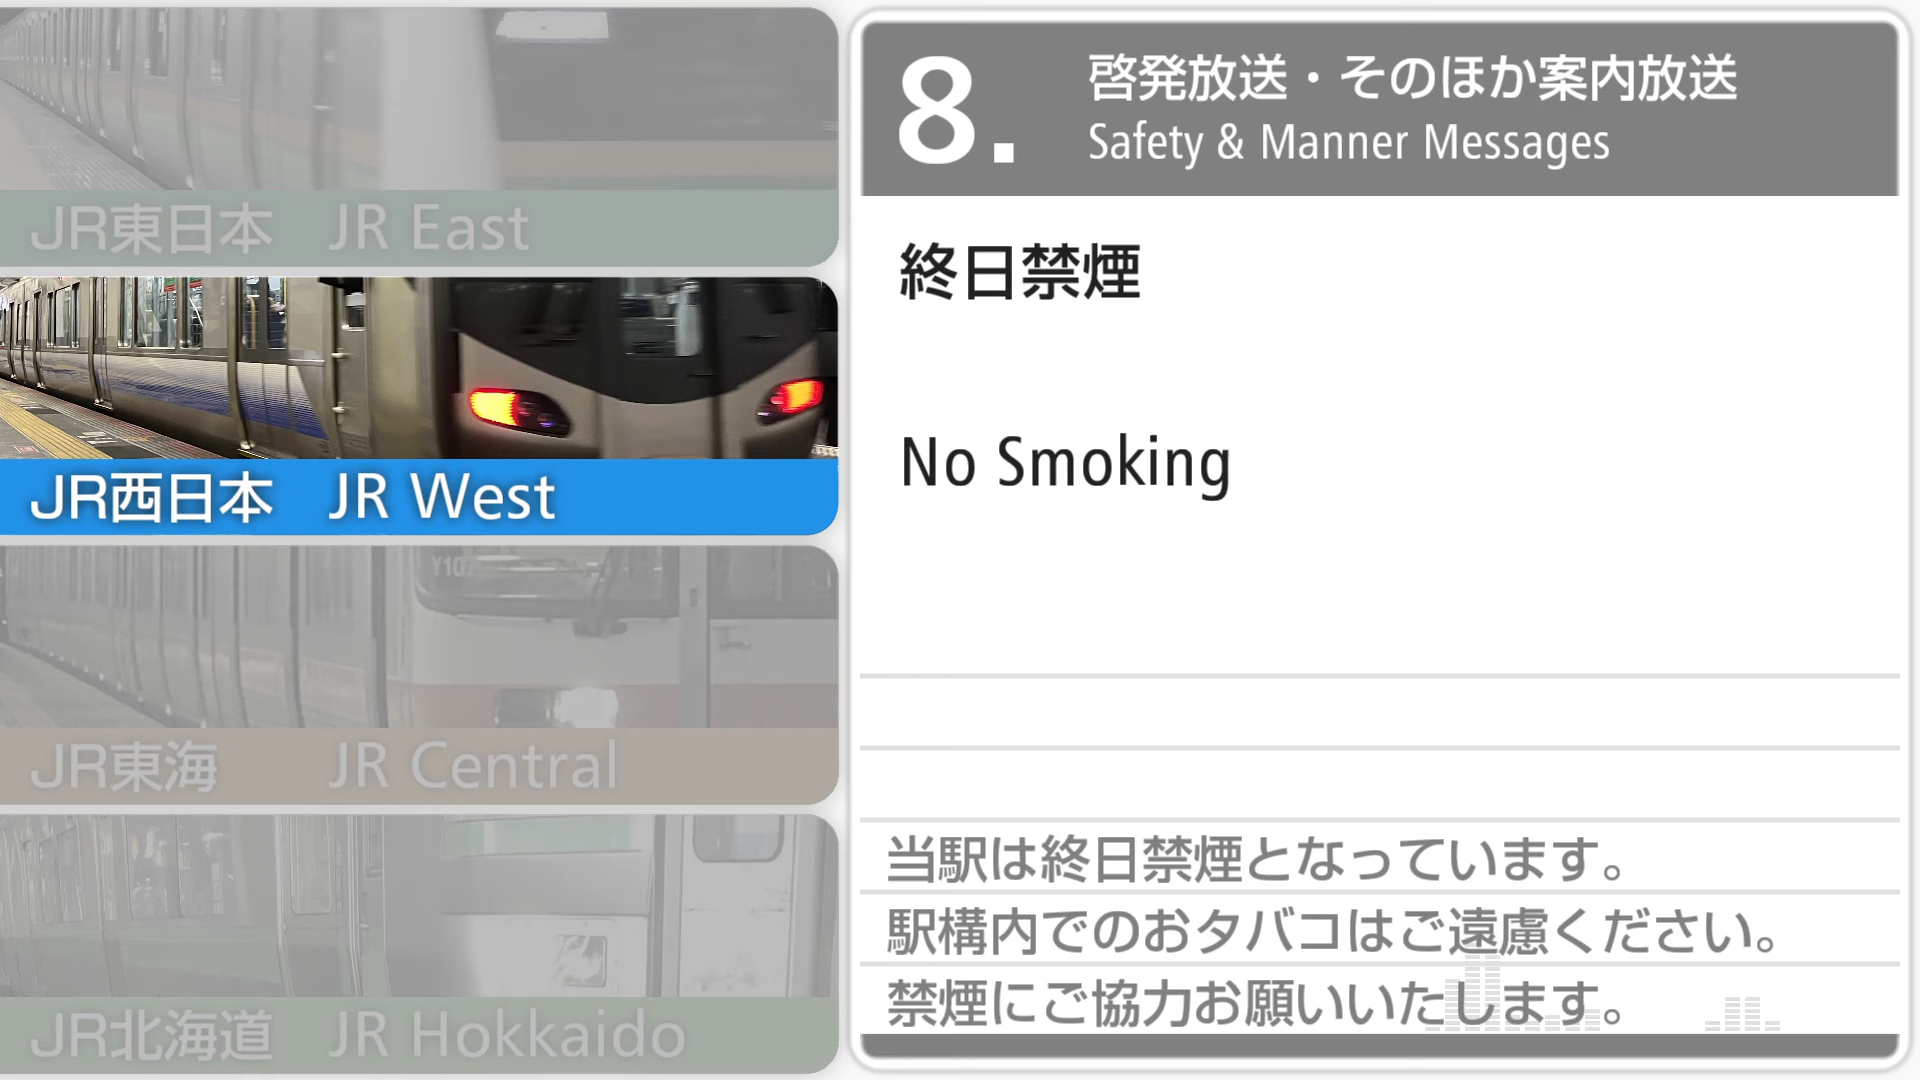 JR東日本 JR East
JR西日本 JR West
Y107
JR東海 JR Central
JR北海道 JR Hokkaido
8.
啓発放送・そのほか案内放送
Safety & Manner Messages
終日禁煙
No Smoking
当駅は終日禁煙となっています。
駅構内でのおタバコはご遠慮ください。
禁煙にご協力お願いいたします。